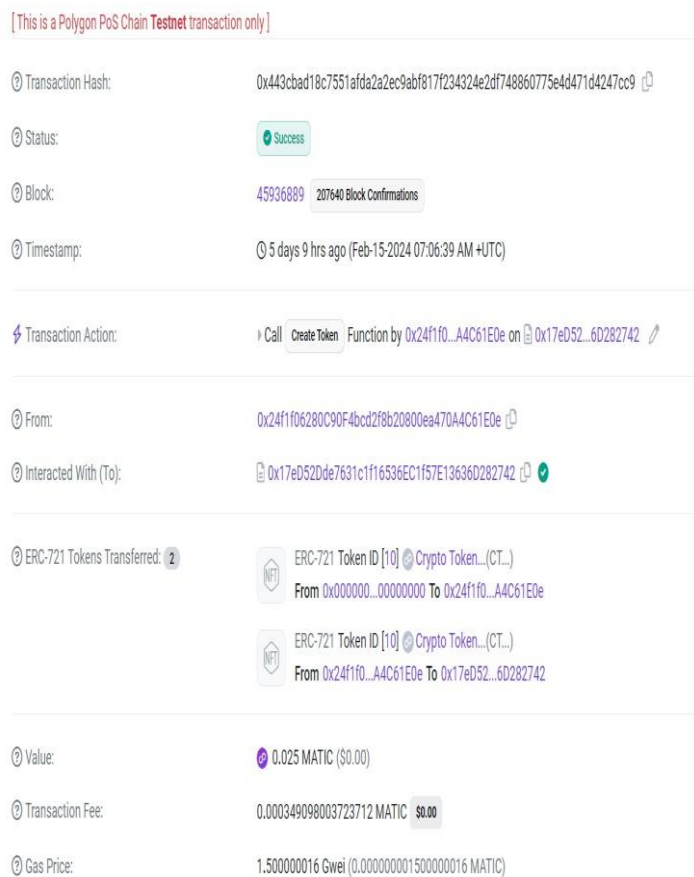 [ This is a Polygon PoS Chain Testnet transaction only ]
Transaction Hash: 0x443cbad18c7551afda2a2ec9abf817f234324e2df748860775e4d471d4247cc9
Status: Success
Block: 45936889 207640 Block Confirmations
Timestamp: 5 days 9 hrs ago (Feb-15-2024 07:06:39 AM +UTC)
Transaction Action: Call Create Token Function by 0x24f1f0...A4C61E0e on 0x17eD52...6D282742
From: 0x24f1f06280C90F4bcd2f8b20800ea470A4C61E0e
Interacted With (To): 0x17eD52Dde7631c1f16536EC1f57E13636D282742
ERC-721 Tokens Transferred: 2 NFT ERC-721 Token ID [10] Crypto Token...(CT...)
From 0x000000...00000000 To 0x24f1f0...A4C61E0e
NFT ERC-721 Token ID [10] Crypto Token...(CT...)
From 0x24f1f0...A4C61E0e To 0x17eD52...6D282742
Value: 0.025 MATIC ($0.00)
Transaction Fee: 0.000349098003723712 MATIC $0.00
Gas Price: 1.500000016 Gwei (0.000000001500000016 MATIC)